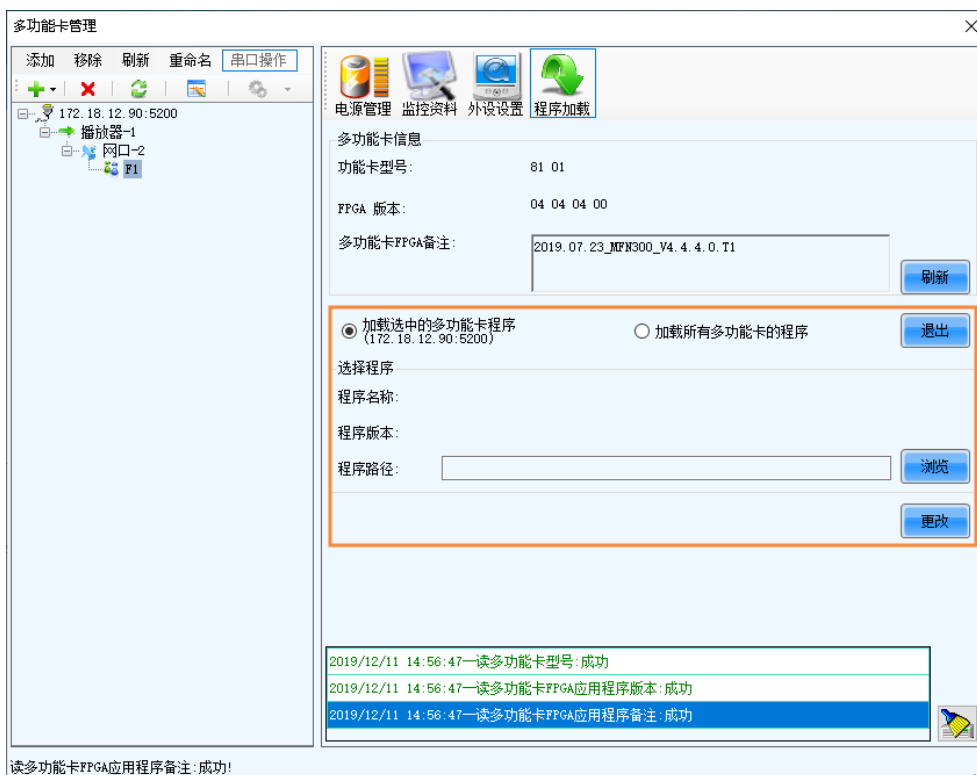 多功能卡管理
添加 移除 刷新 重命名 串口操作
172.18.12.90:5200
播放器-1
网口-2
F1
电源管理 监控资料 外设设置 程序加载
多功能卡信息
功能卡型号: 81 01
FPGA 版本: 04 04 04 00
多功能卡FPGA备注: 2019.07.23_MFN300_V4.4.4.0.T1
刷新
加载选中的多功能卡程序
(172.18.12.90:5200)
加载所有多功能卡的程序
退出
选择程序
程序名称:
程序版本:
程序路径:
浏览
更改
2019/12/11 14:56:47—读多功能卡型号:成功
2019/12/11 14:56:47—读多功能卡FPGA应用程序版本:成功
2019/12/11 14:56:47—读多功能卡FPGA应用程序备注:成功
读多功能卡FPGA应用程序备注:成功!